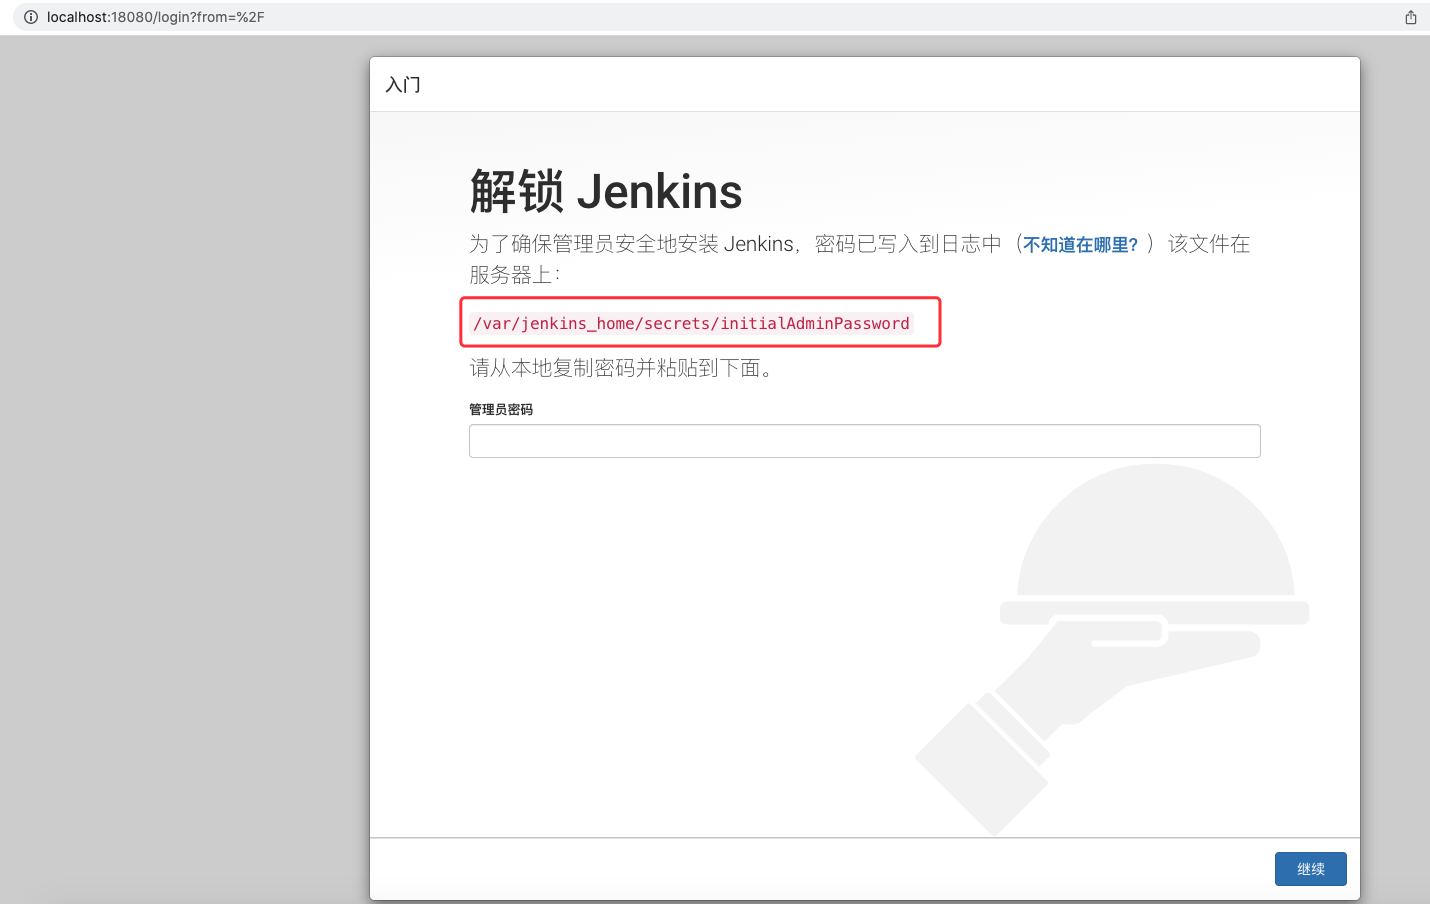 localhost:18080/login?from=%2F
入门
解锁 Jenkins
为了确保管理员安全地安装 Jenkins，密码已写入到日志中（不知道在哪里？）该文件在
服务器上：
/var/jenkins_home/secrets/initialAdminPassword
请从本地复制密码并粘贴到下面。
管理员密码
继续